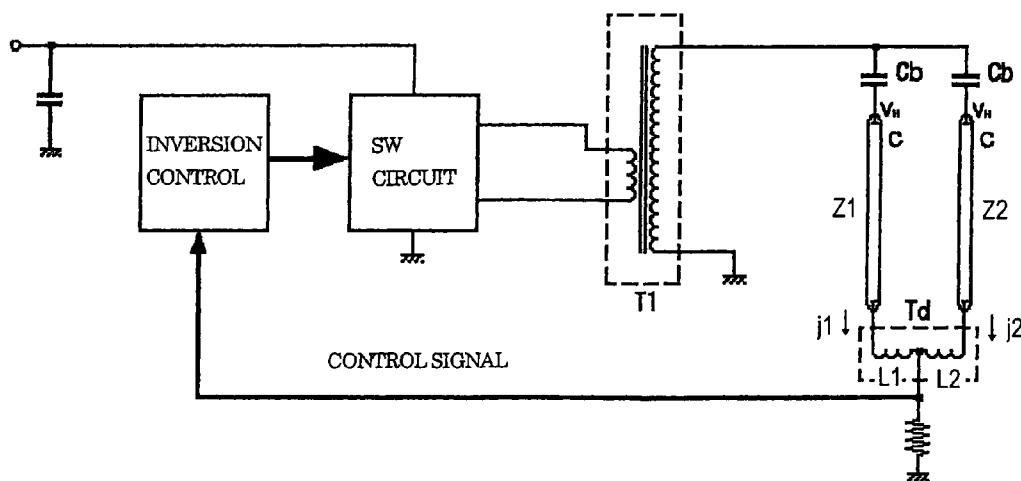 Cb
Cb
VH
VH
INVERSION
CONTROL
SW
CIRCUIT
C
C
Z1
Z2
T1
Td
j1
j2
CONTROL SIGNAL
L1
L2